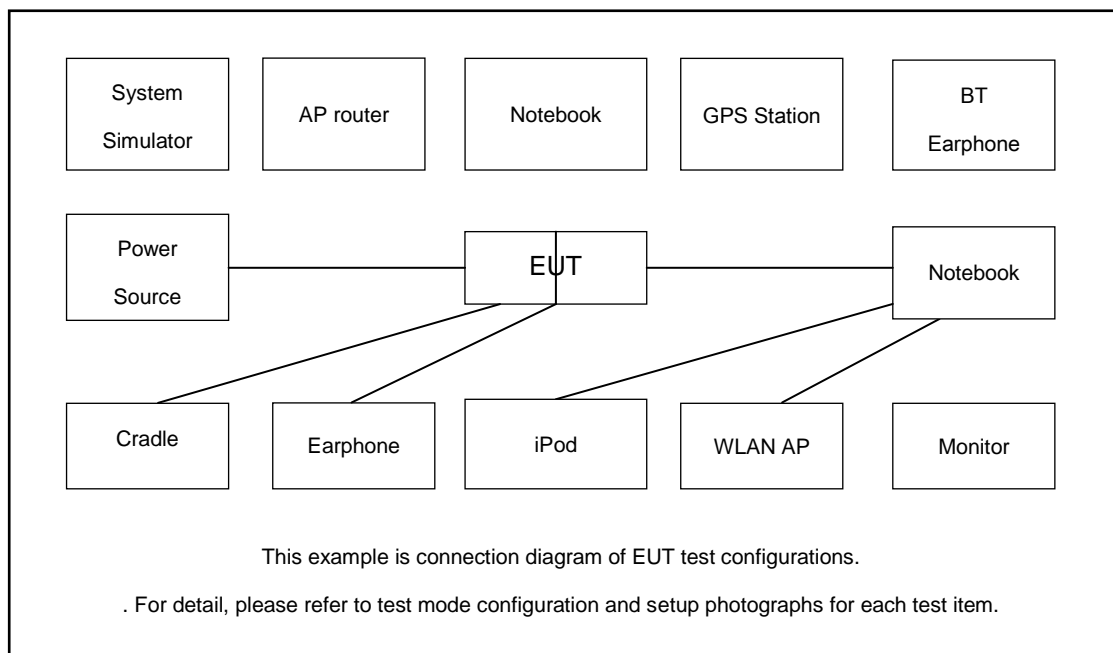 System
Simulator
AP router
Notebook
GPS Station
BT
Earphone
Power
Source
EUT
Notebook
Cradle
Earphone
iPod
WLAN AP
Monitor
This example is connection diagram of EUT test configurations.
. For detail, please refer to test mode configuration and setup photographs for each test item.